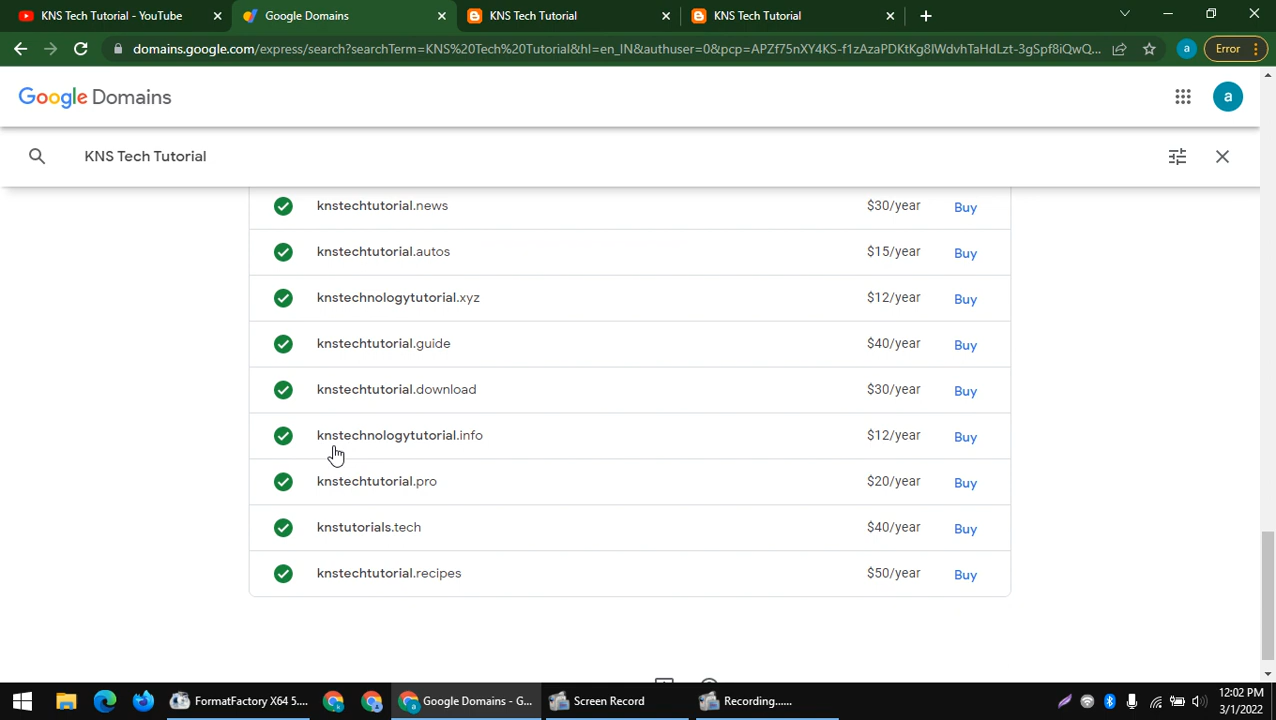 KNS Tech Tutorial - YouTube
Google Domains
KNS Tech Tutorial
KNS Tech Tutorial
domains.google.com/express/search?searchTerm=KNS%20Tech%20Tutorial&hl=en_IN&authuser=0&pcp=APZf75nXY4KS-f1zAzaPDKtKg8IWdvhTaHdLzt-3gSpf8iQwQ...
a
Error
Google Domains
a
KNS Tech Tutorial
knstechtutorial.news $30/year Buy
knstechtutorial.autos $15/year Buy
knstechnologytutorial.xyz $12/year Buy
knstechtutorial.guide $40/year Buy
knstechtutorial.download $30/year Buy
knstechnologytutorial.info $12/year Buy
knstechtutorial.pro $20/year Buy
knstutorials.tech $40/year Buy
knstechtutorial.recipes $50/year Buy
FormatFactory X64 5....
Google Domains - G...
Screen Record
Recording......
12:02 PM
3/1/2022